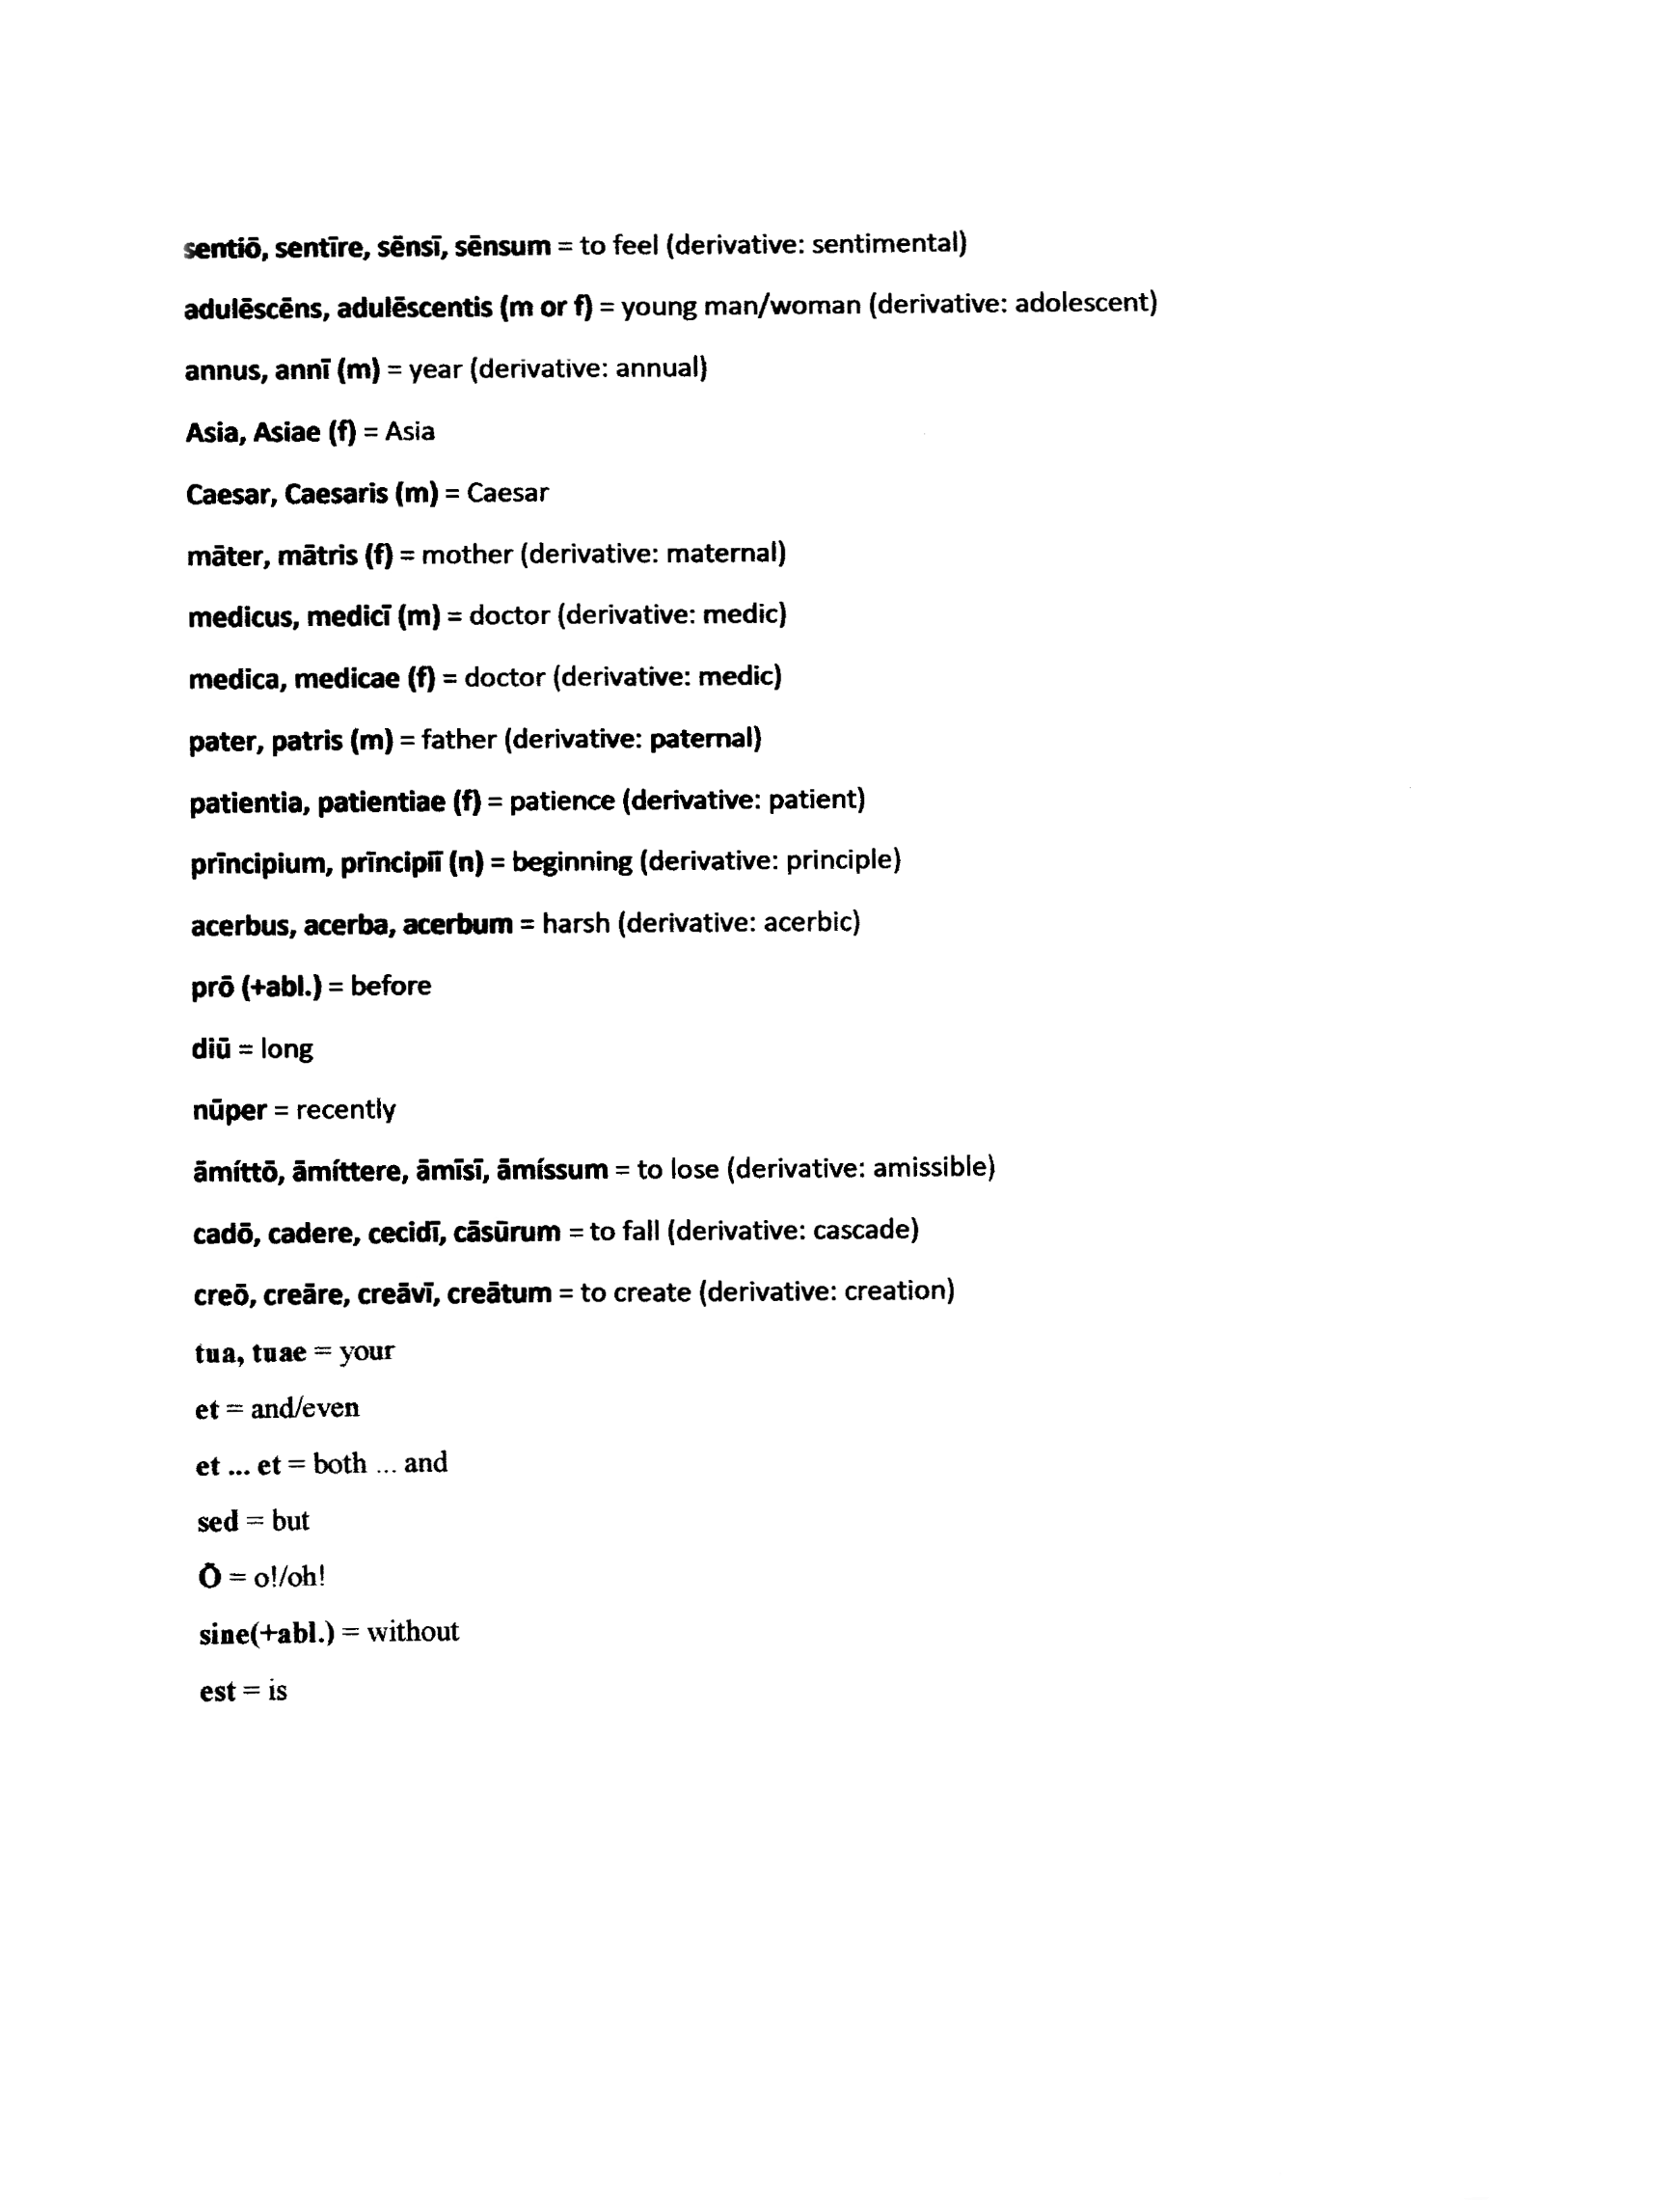 sentiō, sentīre, sēnsī, sēnsum = to feel (derivative: sentimental)
adulēscēns, adulēscentis (m or f) = young man/woman (derivative: adolescent)
annus, annī (m) = year (derivative: annual)
Asia, Asiae (f) = Asia
Caesar, Caesaris (m) = Caesar
māter, mātris (f) = mother (derivative: maternal)
medicus, medicī (m) = doctor (derivative: medic)
medica, medicae (f) = doctor (derivative: medic)
pater, patris (m) = father (derivative: paternal)
patientia, patientiae (f) = patience (derivative: patient)
prīncipium, prīncipiī (n) = beginning (derivative: principle)
acerbus, acerba, acerbum = harsh (derivative: acerbic)
prō (+abl.) = before
diū = long
nūper = recently
āmíttō, āmíttere, āmīsī, āmíssum = to lose (derivative: amissible)
cadō, cadere, cecidī, cāsūrum = to fall (derivative: cascade)
creō, creāre, creāvī, creātum = to create (derivative: creation)
tua, tuae = your
et = and/even
et ... et = both ... and
sed = but
Ō = o!/oh!
sine(+abl.) = without
est = is